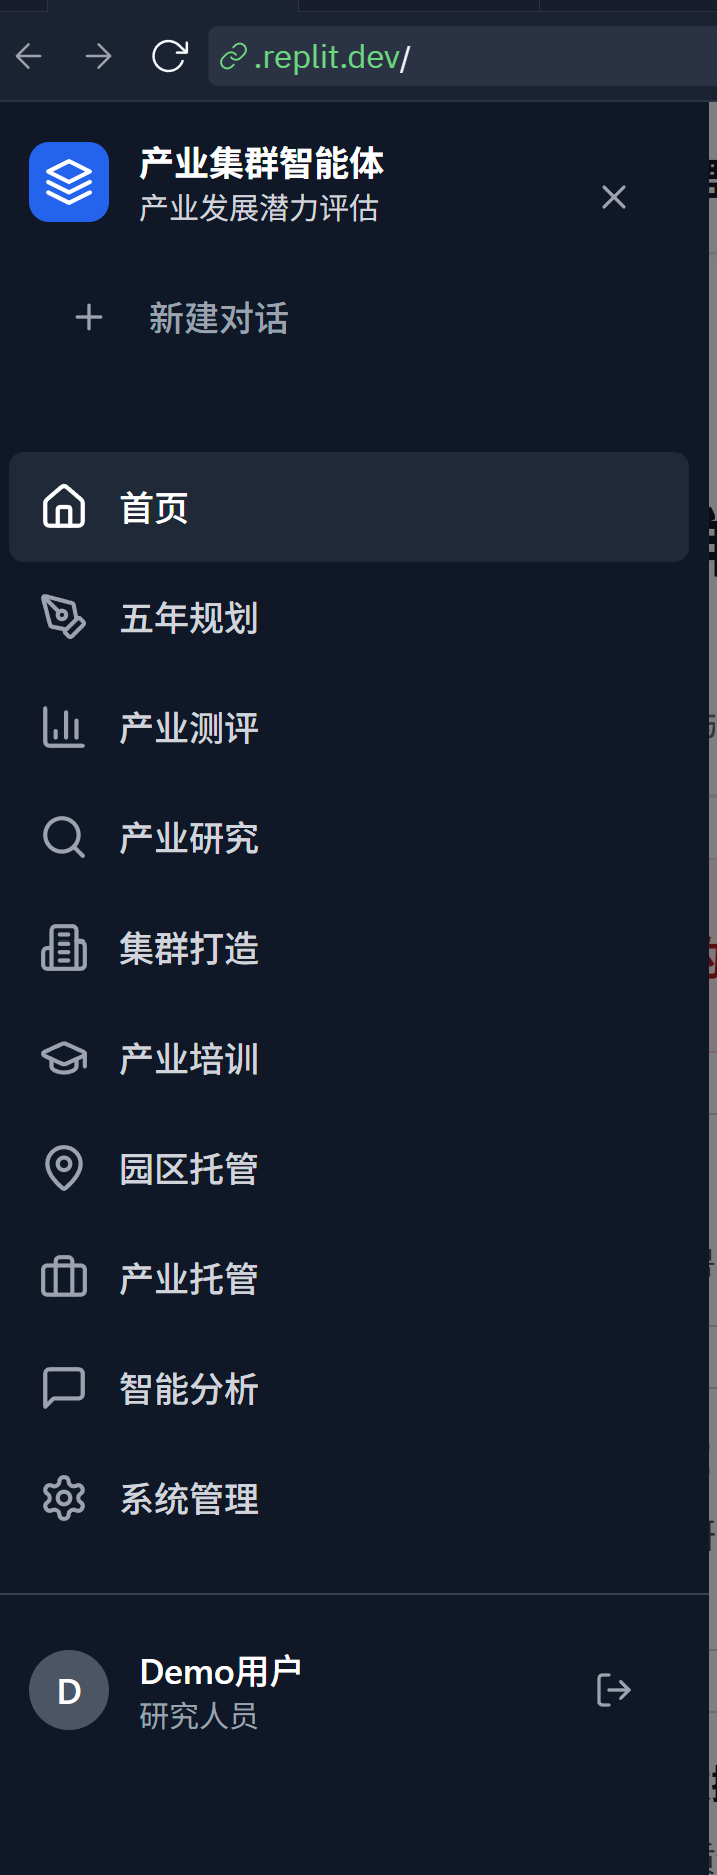 .replit.dev/
产业集群智能体
产业发展潜力评估
新建对话
首页
五年规划
产业测评
产业研究
集群打造
产业培训
园区托管
产业托管
智能分析
系统管理
D
Demo用户
研究人员